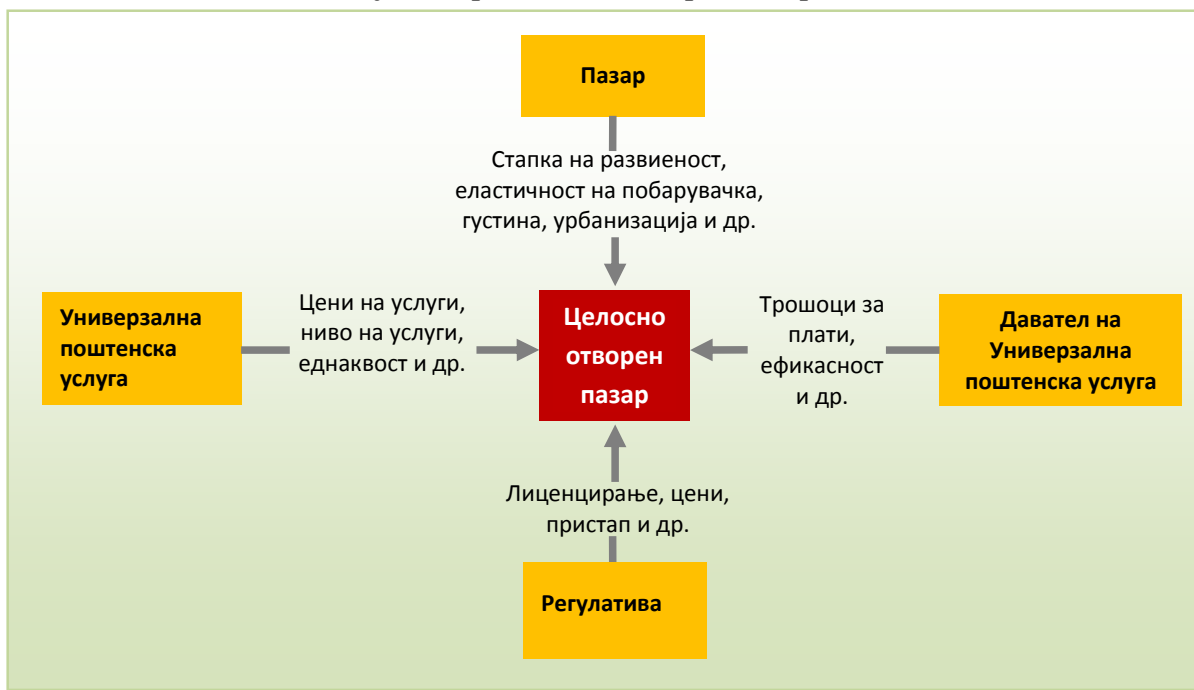 Пазар
Стапка на развиеност,
еластичност на побарувачка,
густина, урбанизација и др.
Универзална
поштенска
услуга
Цени на услуги,
ниво на услуги,
еднаквост и др.
Целосно
отворен
пазар
Трошоци за
плати,
ефикасност
и др.
Давател на
Универзална
поштенска услуга
Лиценцирање, цени,
пристап и др.
Регулатива